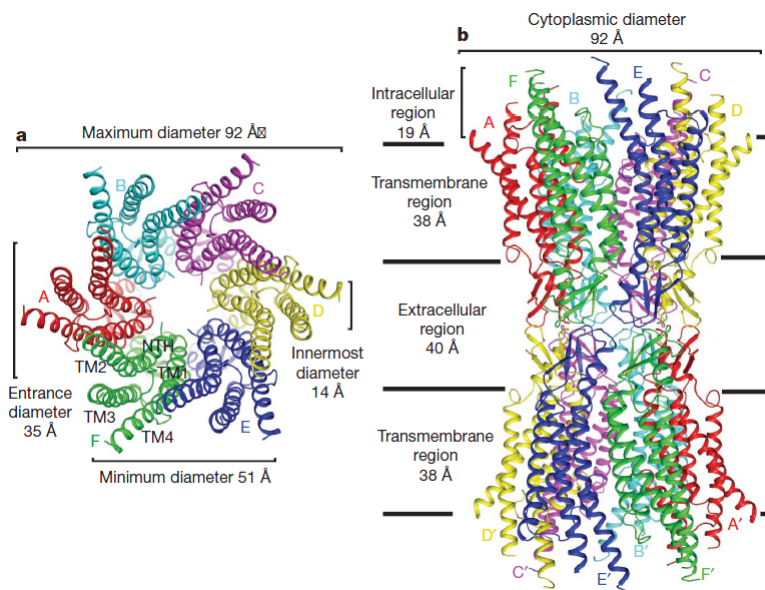 a
Maximum diameter 92 Å
B
C
A
D
NTH
TM2
TM1
TM3
TM4
F
E
Entrance
diameter
35 Å
Innermost
diameter
14 Å
Minimum diameter 51 Å
b
Cytoplasmic diameter
92 Å
Intracellular
region
19 Å
Transmembrane
region
38 Å
Extracellular
region
40 Å
Transmembrane
region
38 Å
A
F
B
E
C
D
D′
C′
E′
B′
F′
A′